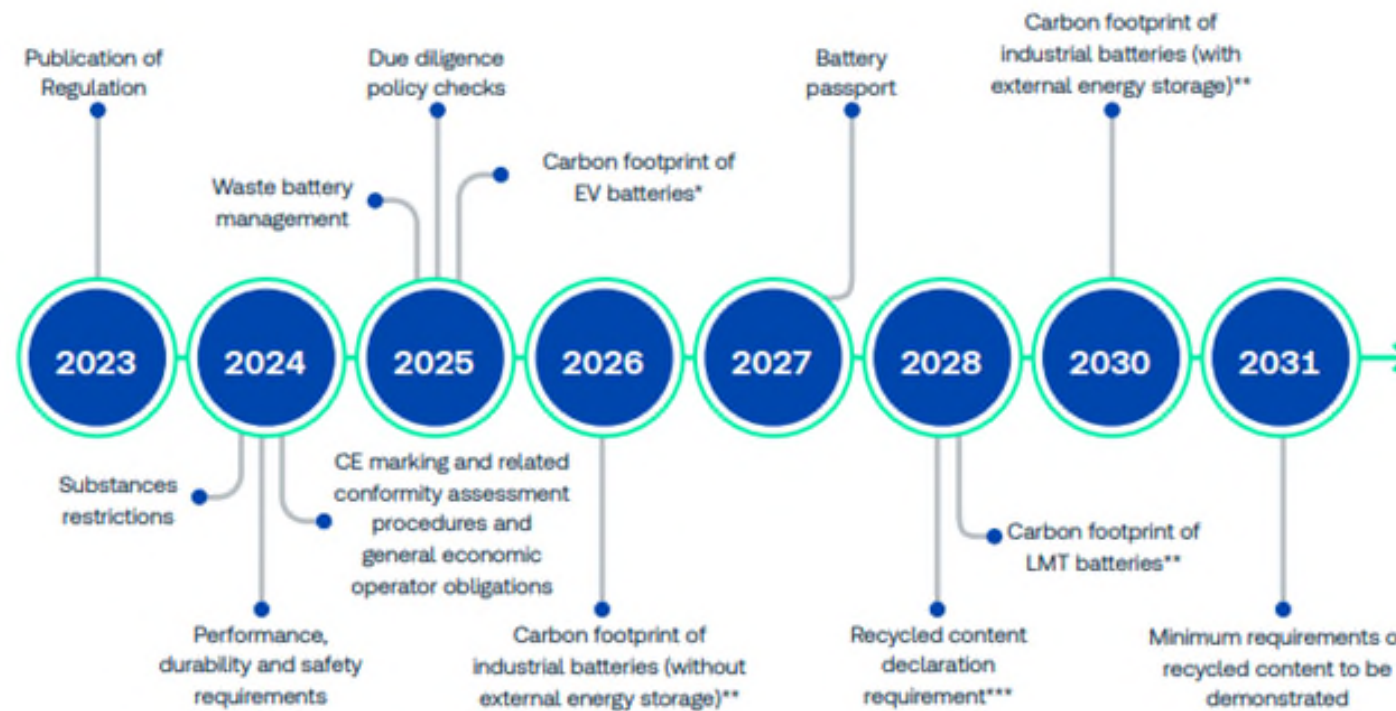 Publication of
Regulation
Due diligence
policy checks
Waste battery
management
Carbon footprint of
EV batteries*
Battery
passport
Carbon footprint of
industrial batteries (with
external energy storage)**
2023
2024
2025
2026
2027
2028
2030
2031
Substances
restrictions
Performance,
durability and safety
requirements
CE marking and related
conformity assessment
procedures and
general economic
operator obligations
Carbon footprint of
industrial batteries (without
external energy storage)**
Recycled content
declaration
requirement***
Carbon footprint of
LMT batteries**
Minimum requirements
recycled content to be
demonstrated